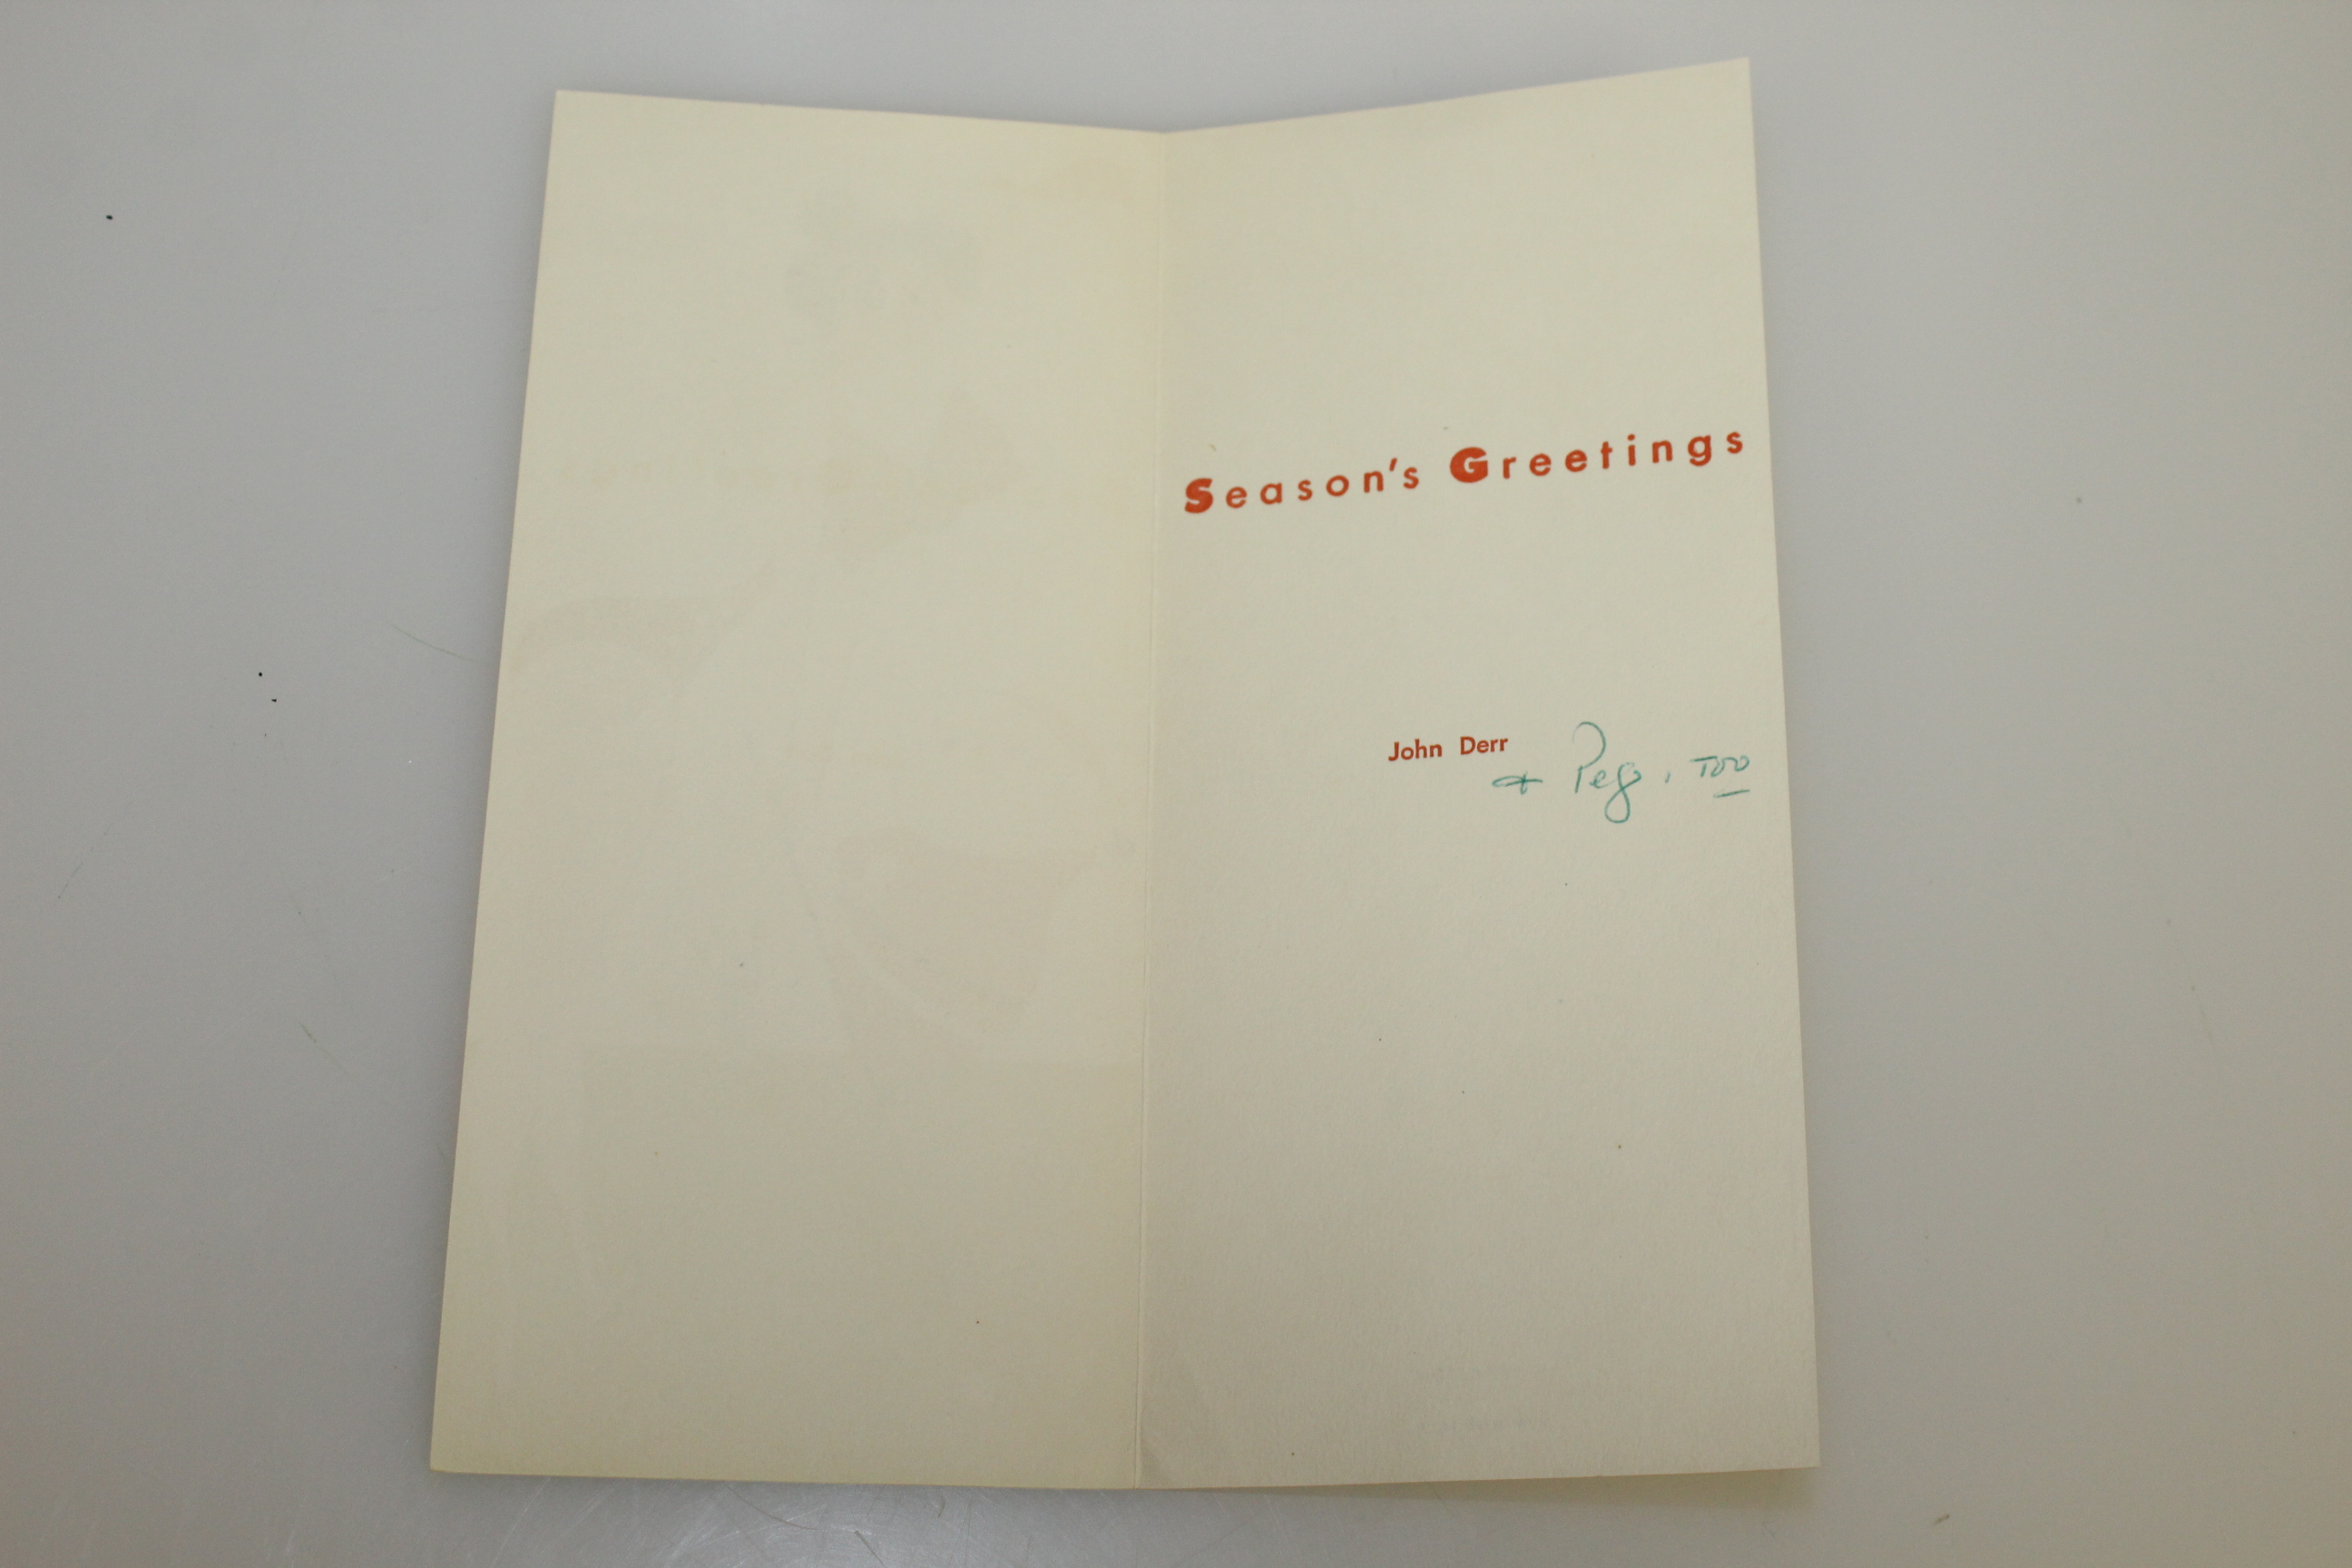 Season's Greetings
John Derr
+ Peg, Too